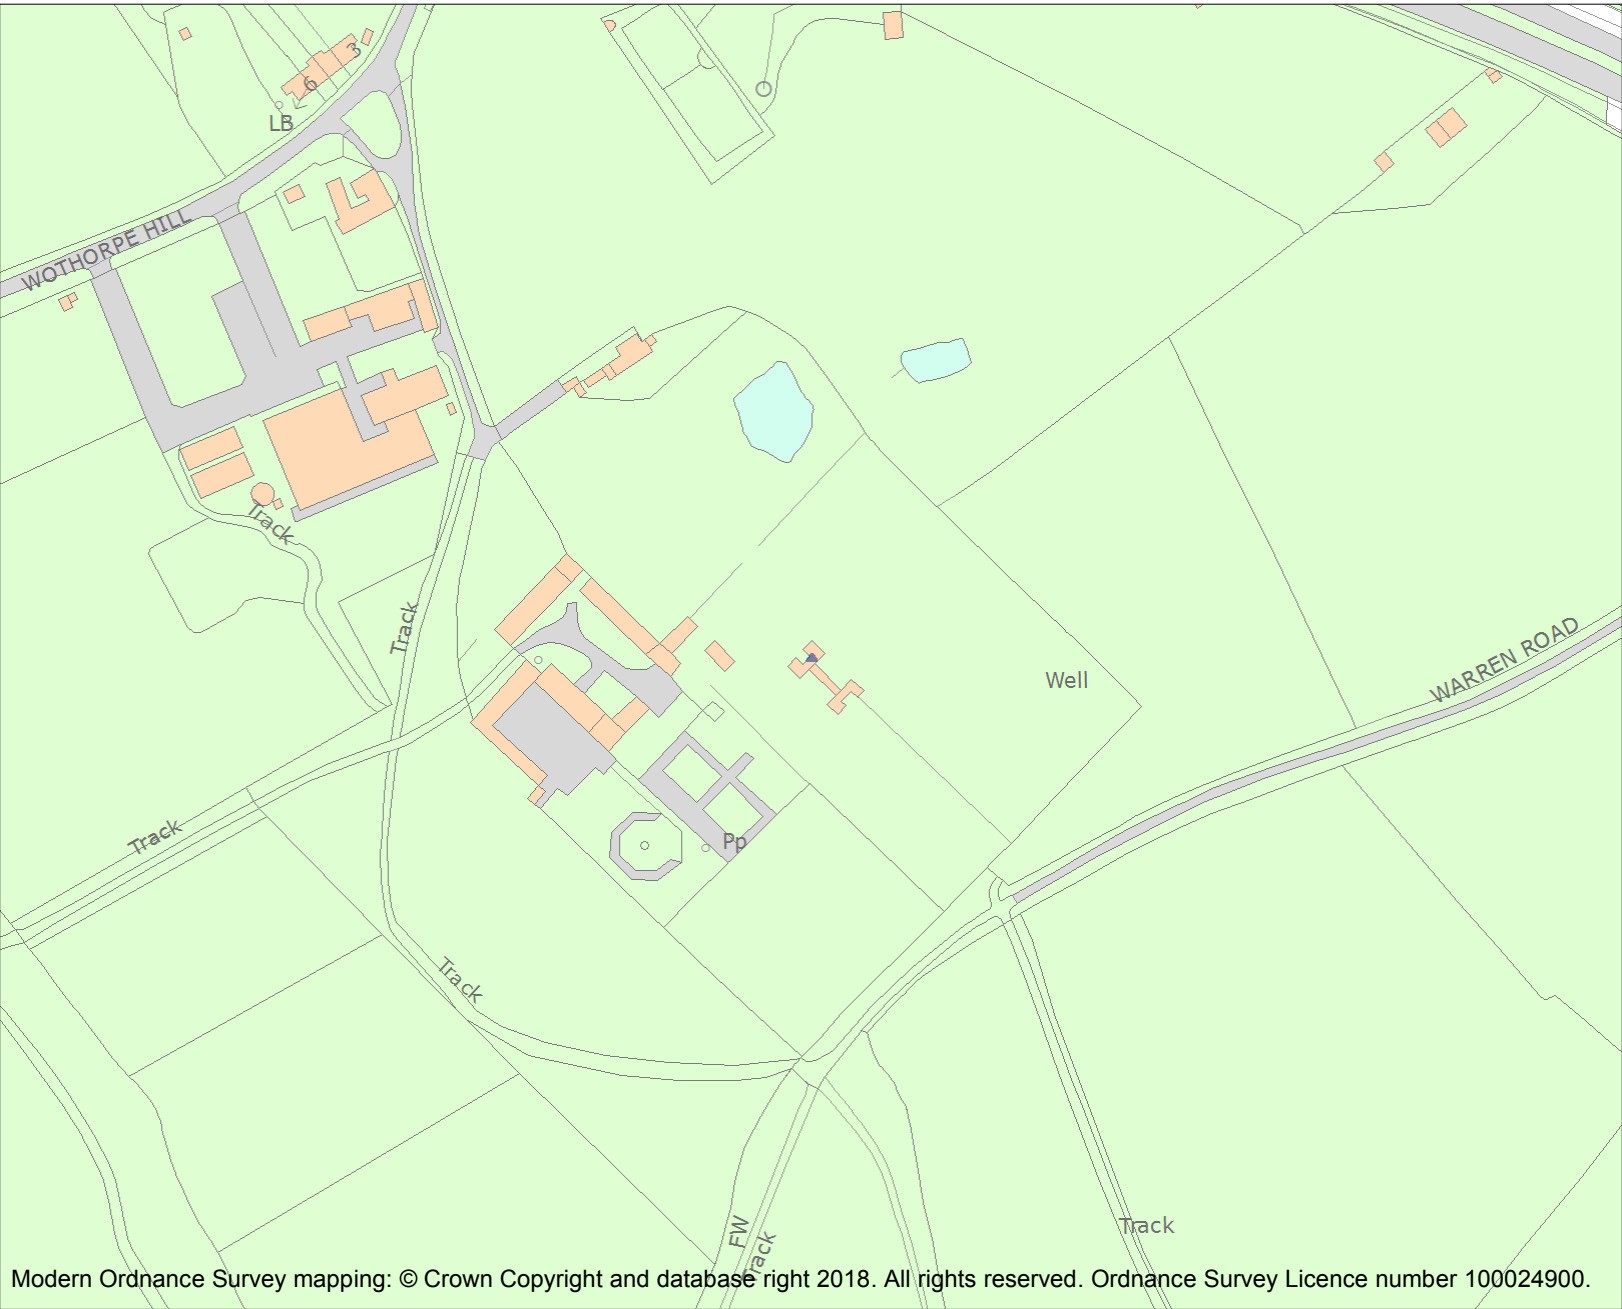 3
6
LB
WOTHORPE HILL
Track
Track
WARREN ROAD
Well
Track
Pp
Track
FW
Track
Track
Modern Ordnance Survey mapping: © Crown Copyright and database right 2018. All rights reserved. Ordnance Survey Licence number 100024900.